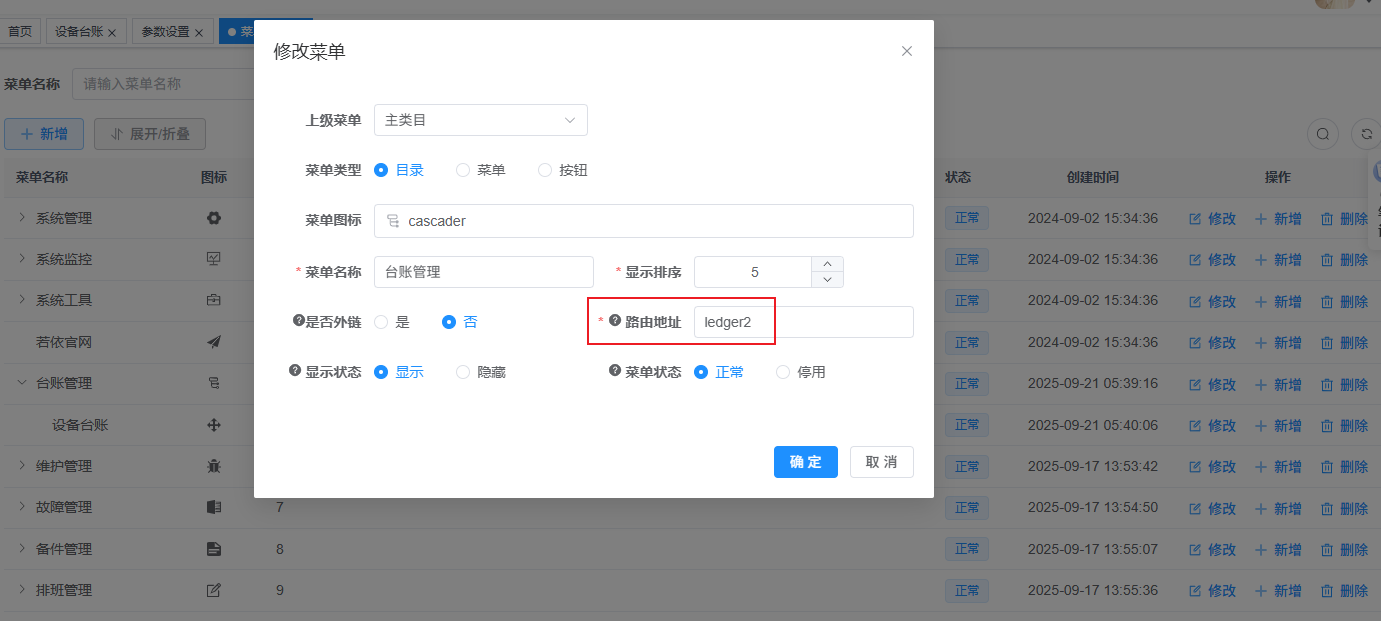 首页 设备台账 × 参数设置 × 菜
修改菜单 ×
菜单名称 请输入菜单名称
上级菜单 主类目
新增 展开/折叠
菜单类型 目录 菜单 按钮
菜单名称 图标 状态 创建时间 操作
菜单图标 cascader
系统管理 正常 2024-09-02 15:34:36 修改 新增 删除
* 菜单名称 台账管理 * 显示排序 5
系统监控 正常 2024-09-02 15:34:36 修改 新增 删除
系统工具 正常 2024-09-02 15:34:36 修改 新增 删除
是否外链 是 否 * 路由地址 ledger2
若依官网 正常 2024-09-02 15:34:36 修改 新增 删除
显示状态 显示 隐藏 菜单状态 正常 停用
台账管理 正常 2025-09-21 05:39:16 修改 新增 删除
设备台账 正常 2025-09-21 05:40:06 修改 新增 删除
确 定 取 消
维护管理 正常 2025-09-17 13:53:42 修改 新增 删除
故障管理 7 正常 2025-09-17 13:54:50 修改 新增 删除
备件管理 8 正常 2025-09-17 13:55:07 修改 新增 删除
排班管理 9 正常 2025-09-17 13:55:36 修改 新增 删除